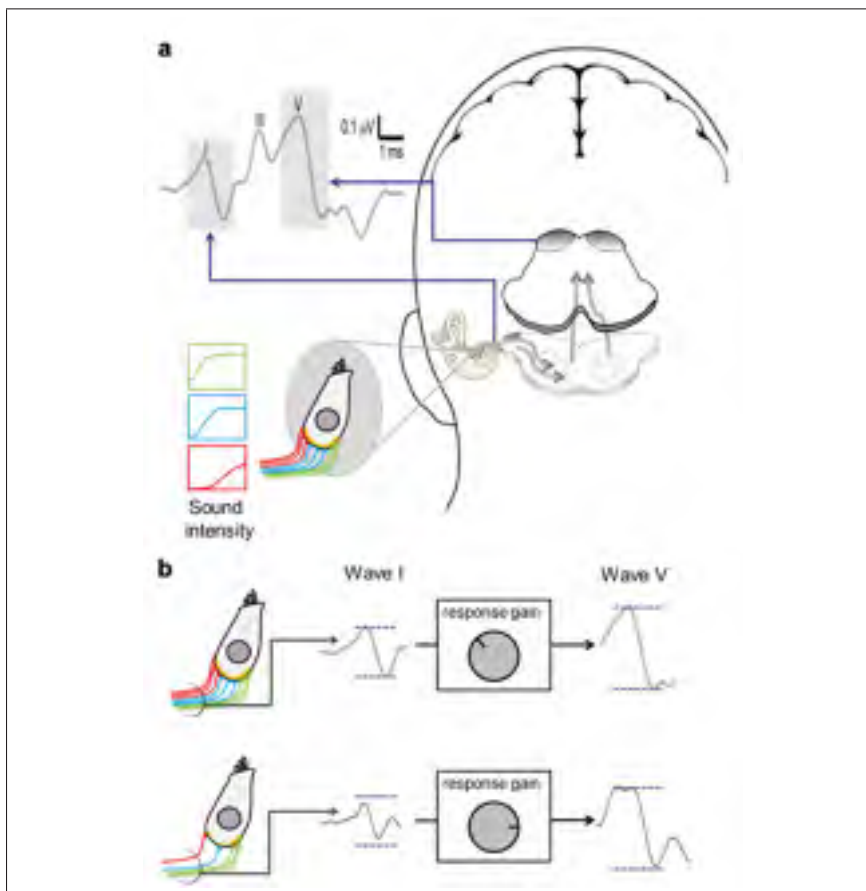 a
I
III
V
0.1 µV
1 ms
Sound
intensity
b
Wave I
Wave V
response gain
response gain